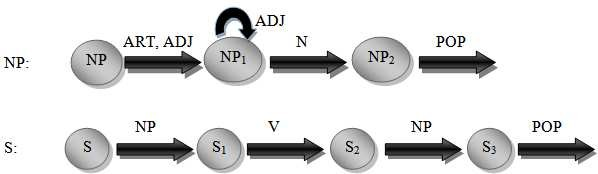 ADJ
ART, ADJ N POP
NP: NP NP₁ NP₂
NP V NP POP
S: S S₁ S₂ S₃